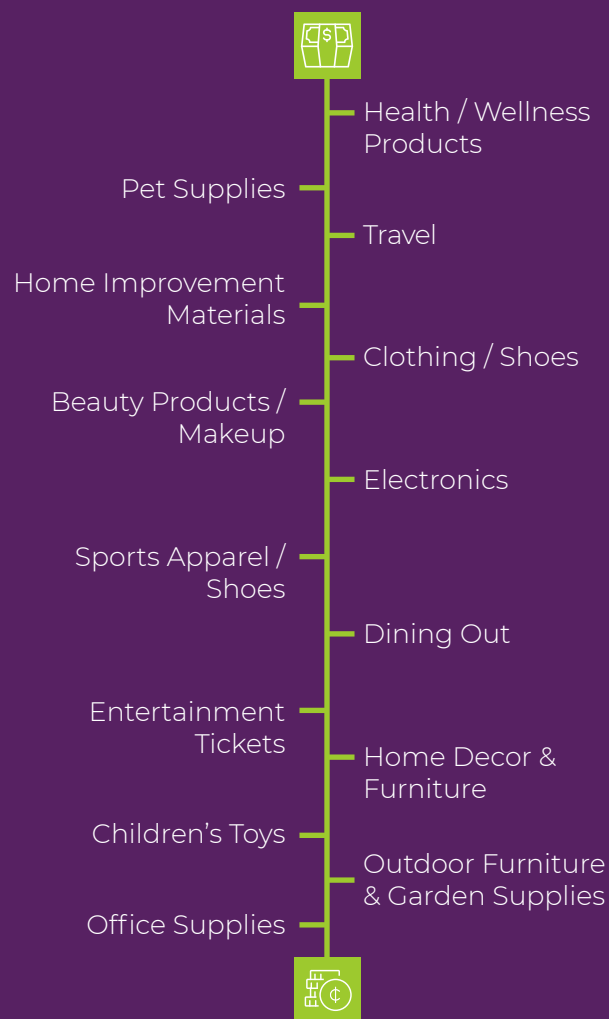 $
Health / Wellness
Products
Pet Supplies
Travel
Home Improvement
Materials
Clothing / Shoes
Beauty Products /
Makeup
Electronics
Sports Apparel /
Shoes
Dining Out
Entertainment
Tickets
Home Decor &
Furniture
Children’s Toys
Outdoor Furniture
& Garden Supplies
Office Supplies
¢